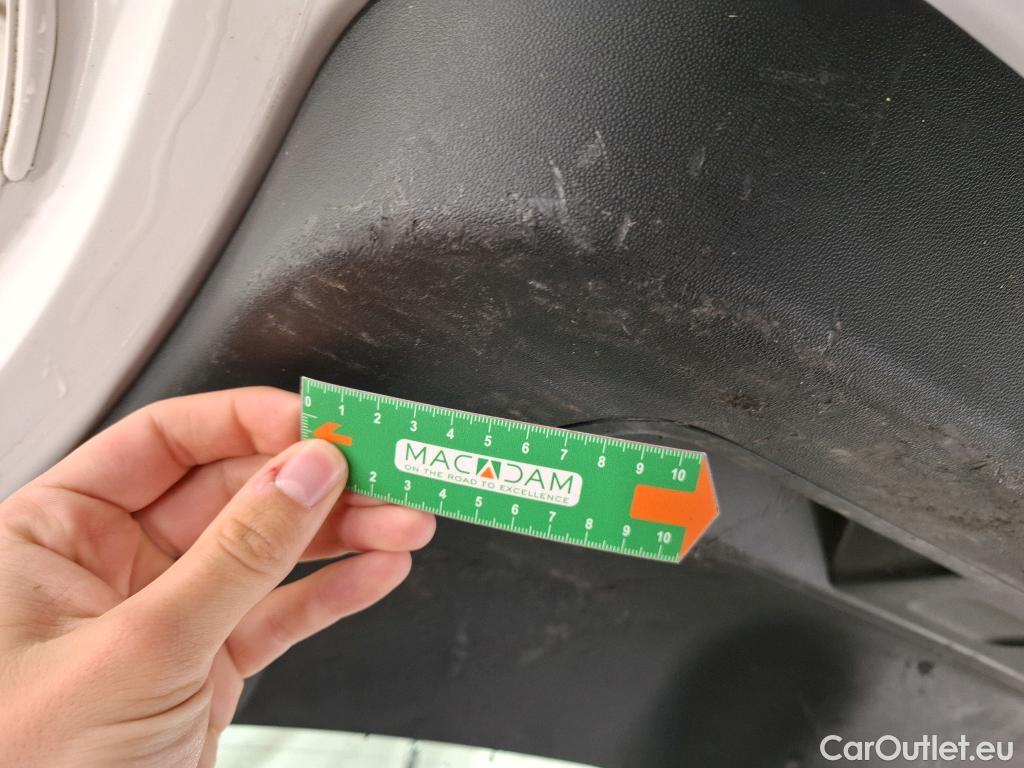 0 1 2 3 4 5 6 7 8 9 10
MACADAM
ON THE ROAD TO EXCELLENCE
2 3 4 5 6 7 8 9 10
CarOutlet.eu